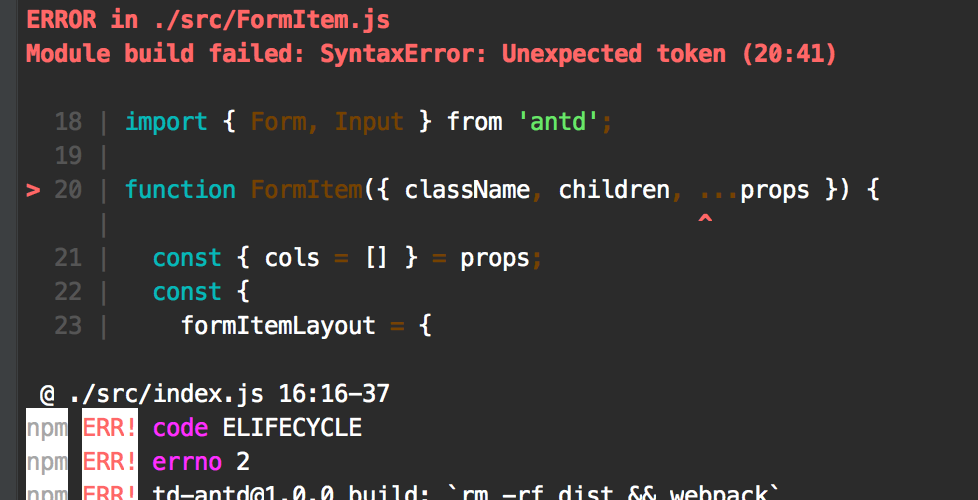 ERROR in ./src/FormItem.js
Module build failed: SyntaxError: Unexpected token (20:41)
18 | import { Form, Input } from 'antd';
19 |
> 20 | function FormItem({ className, children, ...props }) {
| ^
21 | const { cols = [] } = props;
22 | const {
23 | formItemLayout = {
@ ./src/index.js 16:16-37
npm ERR! code ELIFECYCLE
npm ERR! errno 2
npm ERR! td-antd@1.0.0 build: `rm -rf dist && webpack`